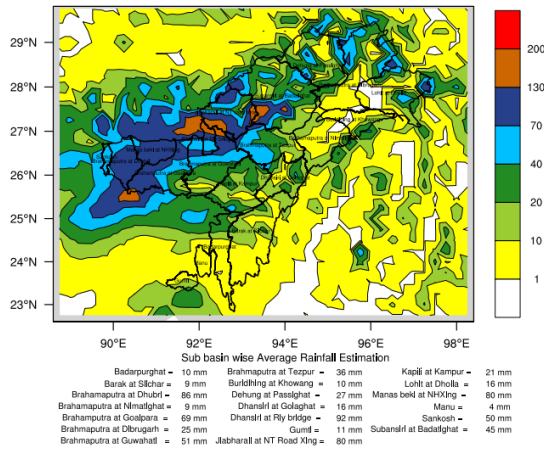 29°N
28°N
27°N
26°N
25°N
24°N
23°N
90°E 92°E 94°E 96°E 98°E
200
130
70
40
20
10
1
Badarpurghat
Manu
Sub basin wise Average Rainfall Estimation
Badarpurghat = 10 mm Brahmaputra at Tezpur = 36 mm Kapili at Kampur = 21 mm
Barak at Silchar = 9 mm Buridihing at Khowang = 10 mm Lohit at Dholla = 16 mm
Brahamaputra at Dhubri = 86 mm Dehung at Passighat = 27 mm Manas beki at NHXing = 80 mm
Brahamaputra at Nimatighat = 9 mm Dhansiri at Golaghat = 16 mm Manu = 4 mm
Brahamaputra at Goalpara = 69 mm Dhansiri at Rly bridge = 92 mm Sankosh = 50 mm
Brahmaputra at Dibrugarh = 25 mm Gumti = 11 mm Subansiri at Badatighat = 45 mm
Brahmaputra at Guwahati = 51 mm Jiabharali at NT Road Xing = 80 mm